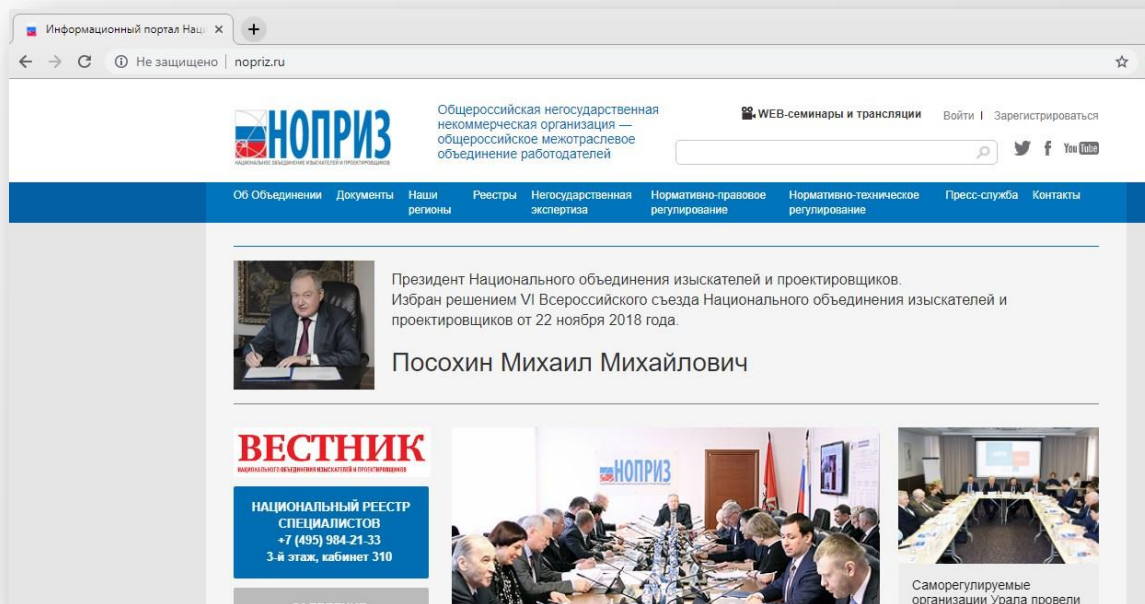 Информационный портал Наци
Не защищено | nopriz.ru
НОПРИЗ
НАЦИОНАЛЬНОЕ ОБЪЕДИНЕНИЕ ИЗЫСКАТЕЛЕЙ И ПРОЕКТИРОВЩИКОВ
Общероссийская негосударственная
некоммерческая организация —
общероссийское межотраслевое
объединение работодателей
WEB-семинары и трансляции
Войти | Зарегистрироваться
You Tube
Об Объединении
Документы
Наши
регионы
Реестры
Негосударственная
экспертиза
Нормативно-правовое
регулирование
Нормативно-техническое
регулирование
Пресс-служба
Контакты
Президент Национального объединения изыскателей и проектировщиков.
Избран решением VI Всероссийского съезда Национального объединения изыскателей и
проектировщиков от 22 ноября 2018 года.
Посохин Михаил Михайлович
ВЕСТНИК
НАЦИОНАЛЬНОГО ОБЪЕДИНЕНИЯ ИЗЫСКАТЕЛЕЙ И ПРОЕКТИРОВЩИКОВ
НАЦИОНАЛЬНЫЙ РЕЕСТР
СПЕЦИАЛИСТОВ
+7 (495) 984-21-33
3-й этаж, кабинет 310
НОПРИЗ
Саморегулируемые
организации Урала провели